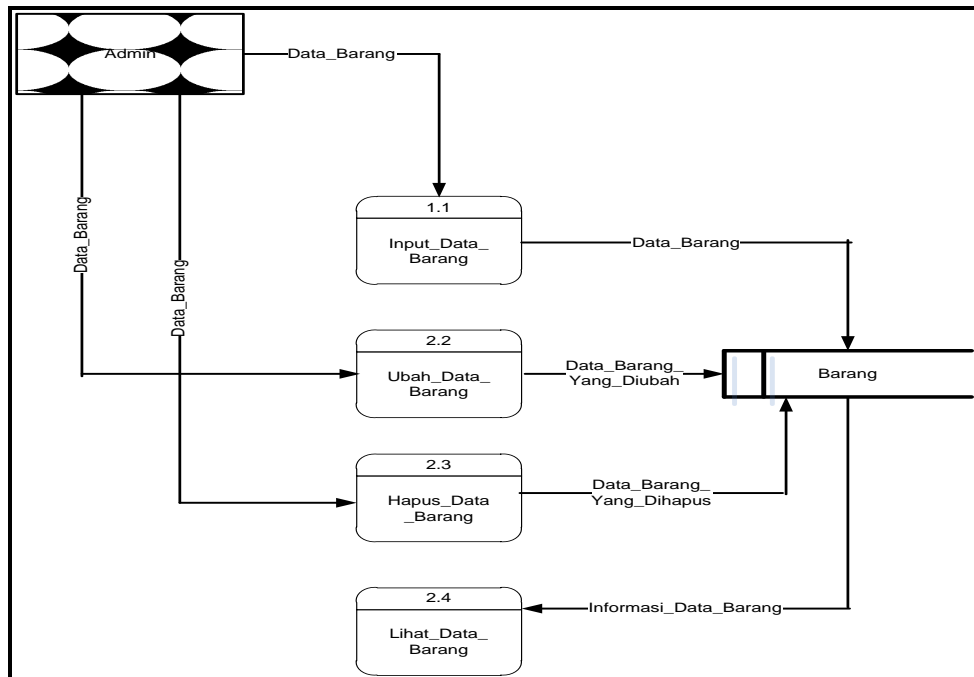 Admin
Data_Barang
Data_Barang
Data_Barang
1.1
Input_Data_
Barang
Data_Barang
2.2
Ubah_Data_
Barang
Data_Barang_
Yang_Diubah
Barang
2.3
Hapus_Data
_Barang
Data_Barang_
Yang_Dihapus
2.4
Lihat_Data_
Barang
Informasi_Data_Barang